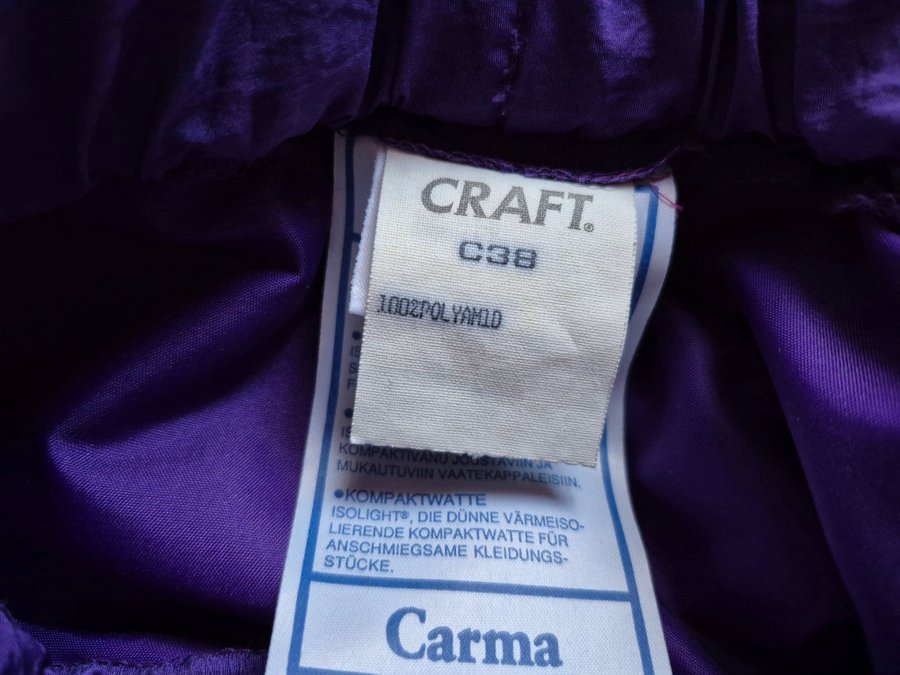 CRAFT®
C38
100%POLYAMID
KOMPAKTIVANU JOUSTAVIIN JA
MUKAUTUVIIN VAATEKAPPALEISIIN.
•KOMPAKTWATTE
ISOLIGHT®, DIE DÜNNE VÄRMEISO-
LIERENDE KOMPAKTWATTE FÜR
ANSCHMIEGSAME KLEIDUNGS-
STÜCKE.
Carma